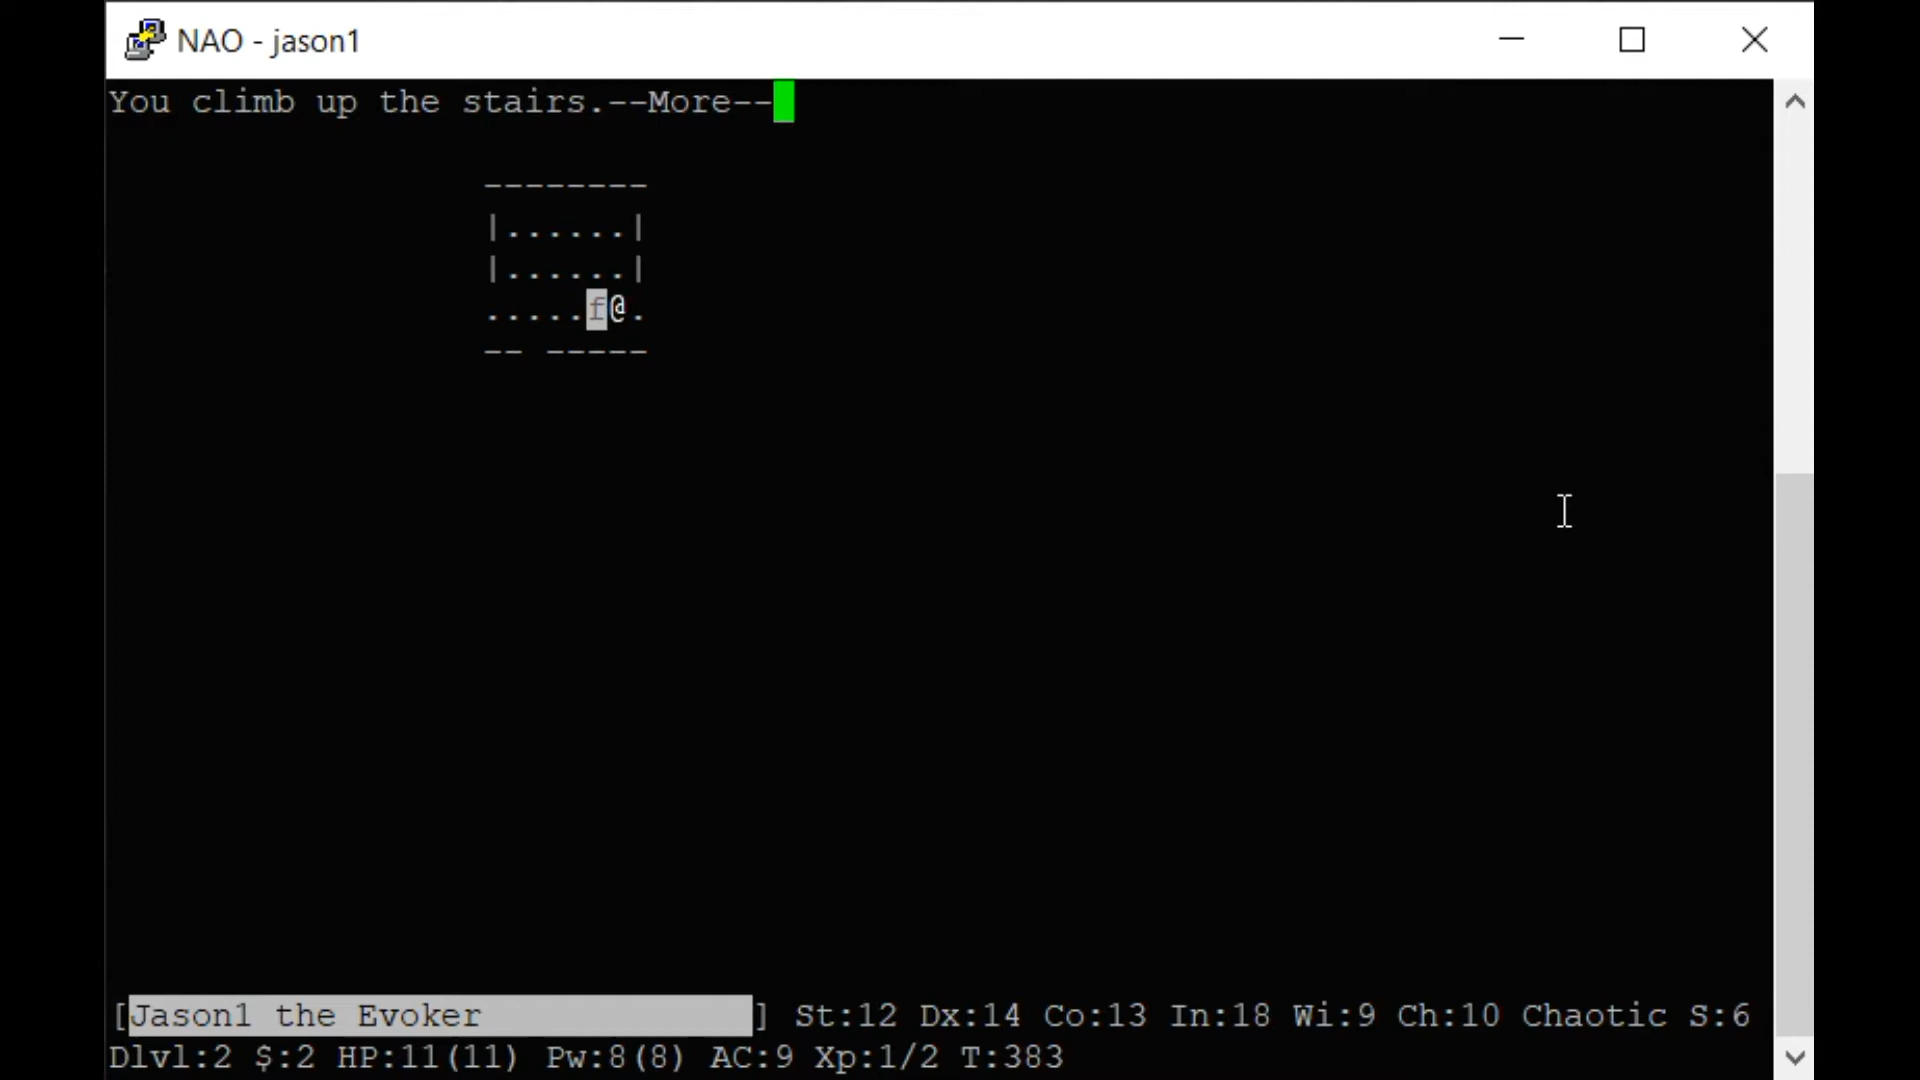 NAO - jason1
You climb up the stairs.--More--
--------
|......|
|......|
.....f@.
-- -----
[Jason1 the Evoker ] St:12 Dx:14 Co:13 In:18 Wi:9 Ch:10 Chaotic S:6
Dlvl:2 $:2 HP:11(11) Pw:8(8) AC:9 Xp:1/2 T:383